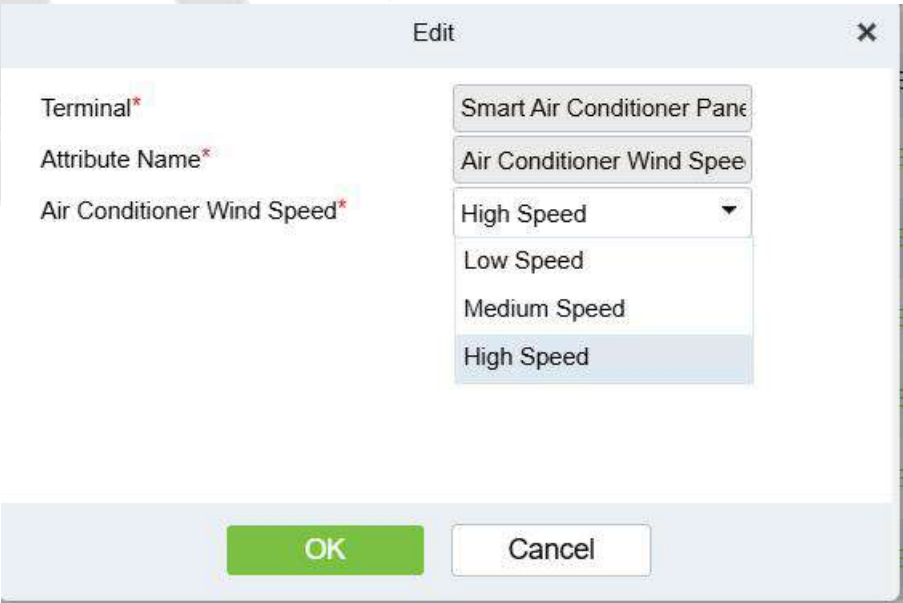 Edit
Terminal*
Smart Air Conditioner Pane
Attribute Name*
Air Conditioner Wind Spee
Air Conditioner Wind Speed*
High Speed
Low Speed
Medium Speed
High Speed
OK
Cancel